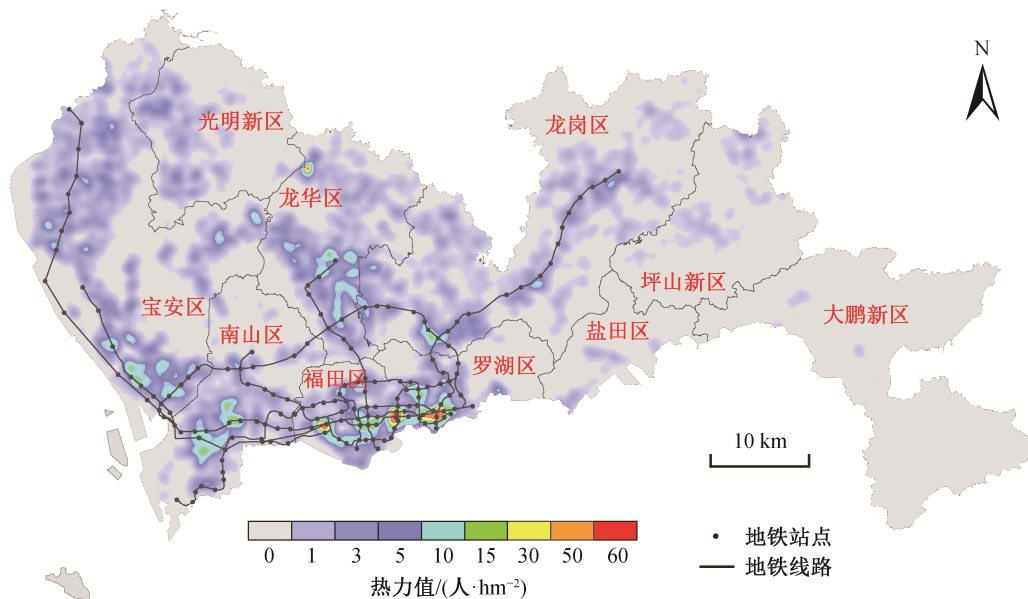 N
光明新区
龙岗区
龙华区
宝安区
坪山新区
大鹏新区
南山区
盐田区
罗湖区
福田区
10 km
0 1 3 5 10 15 30 50 60
热力值/(人·hm⁻²)
地铁站点
地铁线路